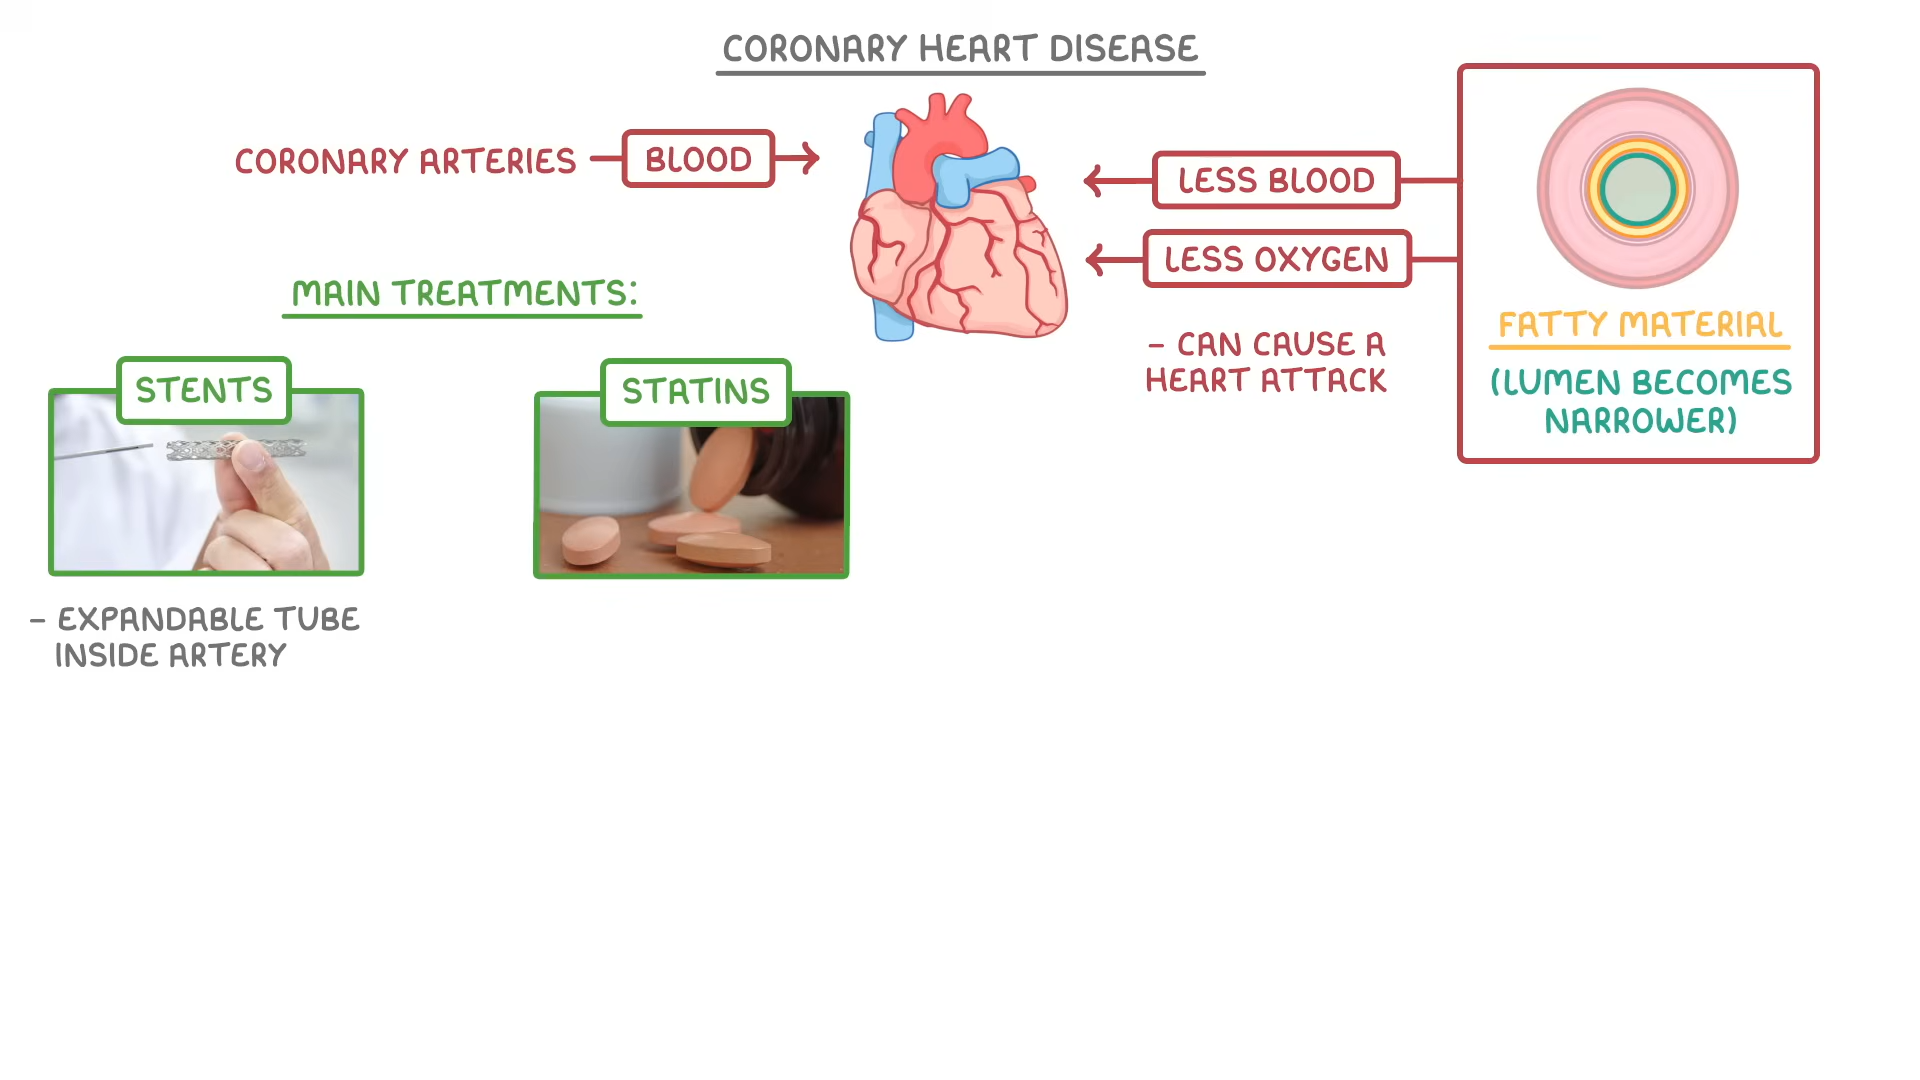 CORONARY HEART DISEASE
CORONARY ARTERIES
BLOOD
LESS BLOOD
LESS OXYGEN
- CAN CAUSE A
HEART ATTACK
FATTY MATERIAL
(LUMEN BECOMES
NARROWER)
MAIN TREATMENTS:
STENTS
- EXPANDABLE TUBE
INSIDE ARTERY
STATINS